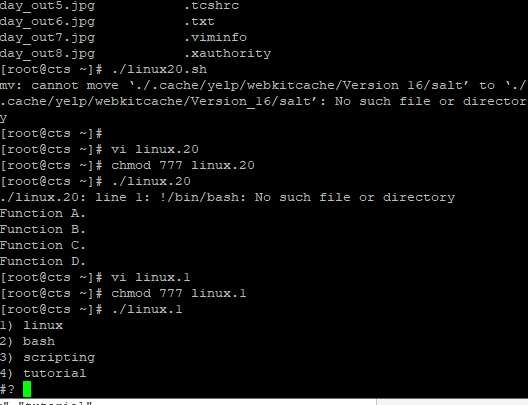 day_out5.jpg .tcshrc
day_out6.jpg .txt
day_out7.jpg .viminfo
day_out8.jpg .xauthority
[root@cts ~]# ./linux20.sh
mv: cannot move ‘./.cache/yelp/webkitcache/Version 16/salt’ to ‘./
.cache/yelp/webkitcache/Version_16/salt’: No such file or director
y
[root@cts ~]#
[root@cts ~]# vi linux.20
[root@cts ~]# chmod 777 linux.20
[root@cts ~]# ./linux.20
./linux.20: line 1: !/bin/bash: No such file or directory
Function A.
Function B.
Function C.
Function D.
[root@cts ~]# vi linux.1
[root@cts ~]# chmod 777 linux.1
[root@cts ~]# ./linux.1
1) linux
2) bash
3) scripting
4) tutorial
#?